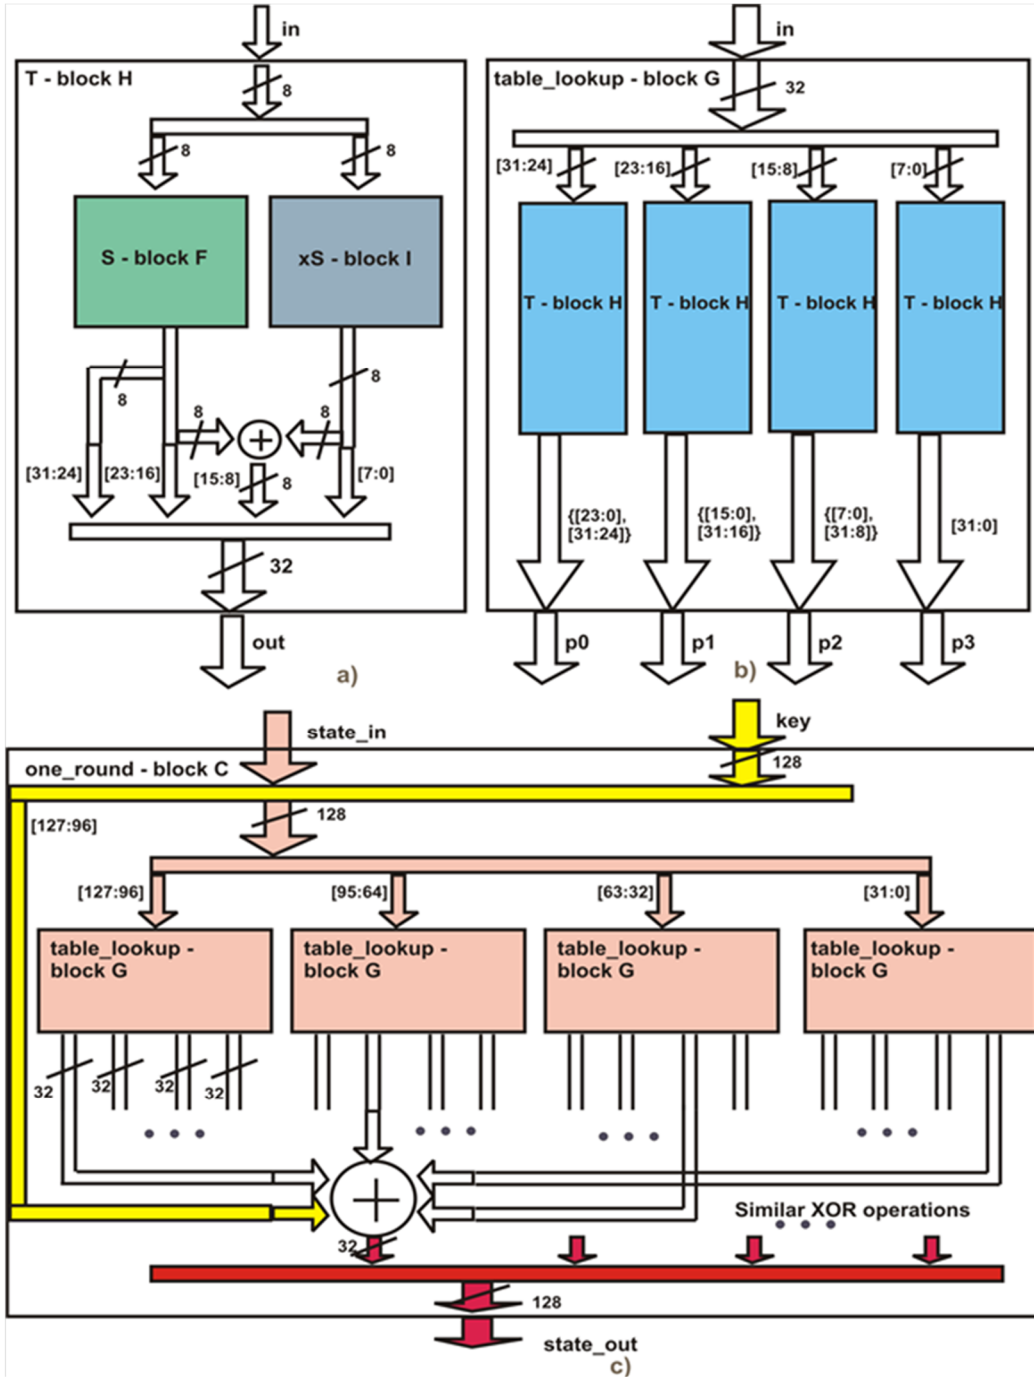 in
T - block H
8
8
8
S - block F
xS - block I
8
8
8
8
[31:24]
[23:16]
[15:8]
8
[7:0]
32
out
a)
in
table_lookup - block G
32
[31:24]
[23:16]
[15:8]
[7:0]
T - block H
T - block H
T - block H
T - block H
{[23:0],
[31:24]}
{[15:0],
[31:16]}
{[7:0],
[31:8]}
[31:0]
p0
p1
p2
p3
b)
state_in
key
one_round - block C
128
[127:96]
128
[127:96]
[95:64]
[63:32]
[31:0]
table_lookup -
block G
table_lookup -
block G
table_lookup -
block G
table_lookup -
block G
32
32
32
32
Similar XOR operations
32
128
state_out
c)